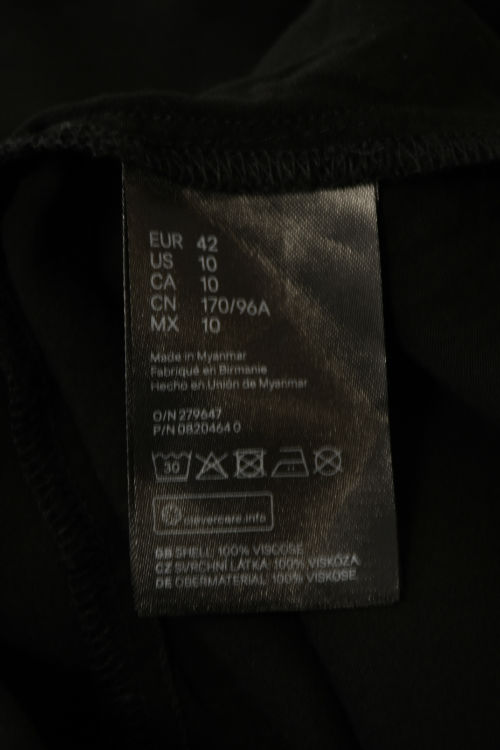 EUR 42
US 10
CA 10
CN 170/96A
MX 10
Made in Myanmar
Fabriqué en Birmanie
Hecho en Unión de Myanmar
O/N 279647
P/N 0820464 0
30
clevercare.info
GB SHELL 100% VISCOSE
CZ SVRCHNÍ LÁTKA 100% VISKÓZA
DE OBERMATERIAL 100% VISKOSE